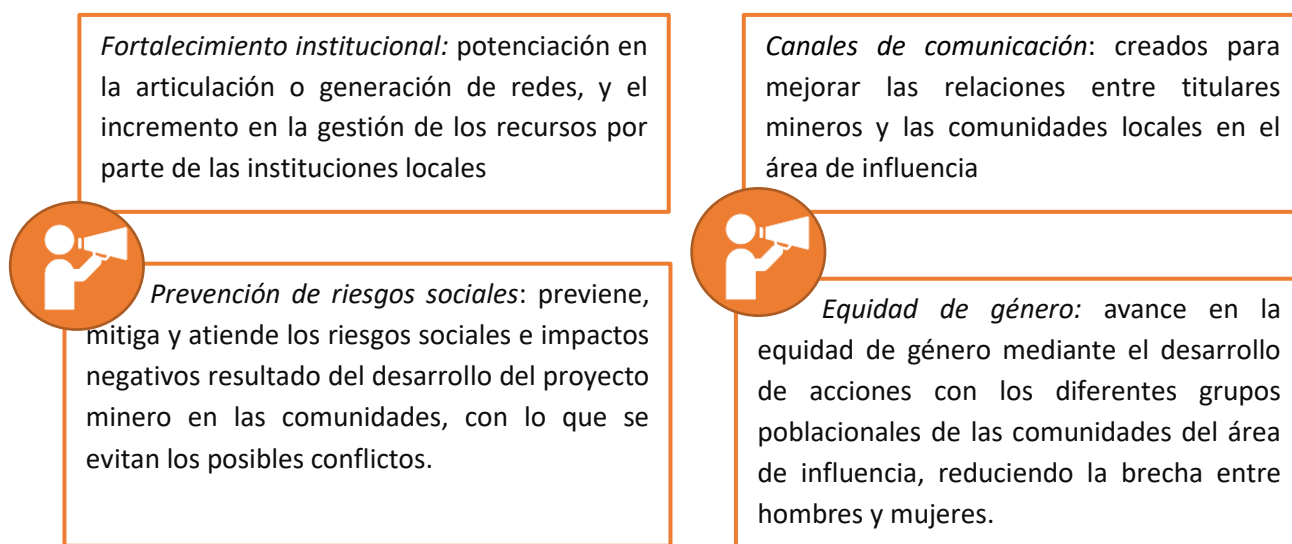 Fortalecimiento institucional: potenciación en
la articulación o generación de redes, y el
incremento en la gestión de los recursos por
parte de las instituciones locales
Prevención de riesgos sociales: previene,
mitiga y atiende los riesgos sociales e impactos
negativos resultado del desarrollo del proyecto
minero en las comunidades, con lo que se
evitan los posibles conflictos.
Canales de comunicación: creados para
mejorar las relaciones entre titulares
mineros y las comunidades locales en el
área de influencia
Equidad de género: avance en la
equidad de género mediante el desarrollo
de acciones con los diferentes grupos
poblacionales de las comunidades del área
de influencia, reduciendo la brecha entre
hombres y mujeres.